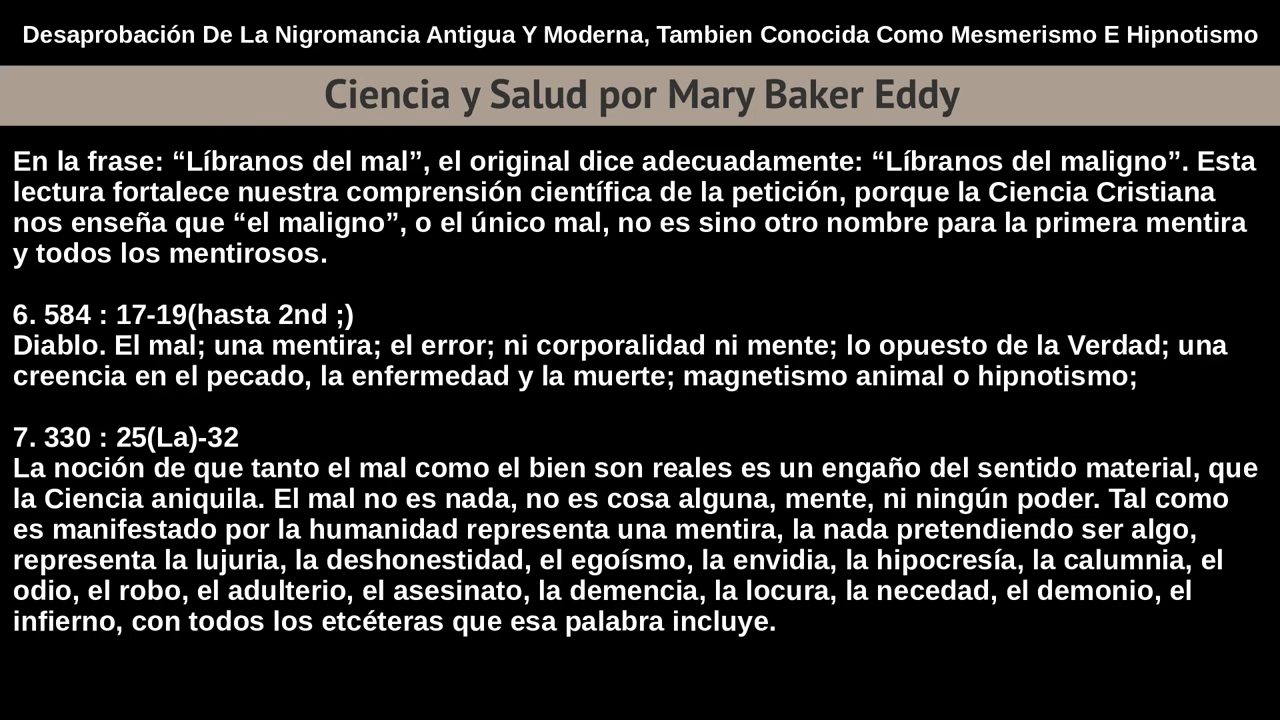 Desaprobación De La Nigromancia Antigua Y Moderna, Tambien Conocida Como Mesmerismo E Hipnotismo
Ciencia y Salud por Mary Baker Eddy
En la frase: “Líbranos del mal”, el original dice adecuadamente: “Líbranos del maligno”. Esta
lectura fortalece nuestra comprensión científica de la petición, porque la Ciencia Cristiana
nos enseña que “el maligno”, o el único mal, no es sino otro nombre para la primera mentira
y todos los mentirosos.
6. 584 : 17-19(hasta 2nd ;)
Diablo. El mal; una mentira; el error; ni corporalidad ni mente; lo opuesto de la Verdad; una
creencia en el pecado, la enfermedad y la muerte; magnetismo animal o hipnotismo;
7. 330 : 25(La)-32
La noción de que tanto el mal como el bien son reales es un engaño del sentido material, que
la Ciencia aniquila. El mal no es nada, no es cosa alguna, mente, ni ningún poder. Tal como
es manifestado por la humanidad representa una mentira, la nada pretendiendo ser algo,
representa la lujuria, la deshonestidad, el egoísmo, la envidia, la hipocresía, la calumnia, el
odio, el robo, el adulterio, el asesinato, la demencia, la locura, la necedad, el demonio, el
infierno, con todos los etcéteras que esa palabra incluye.